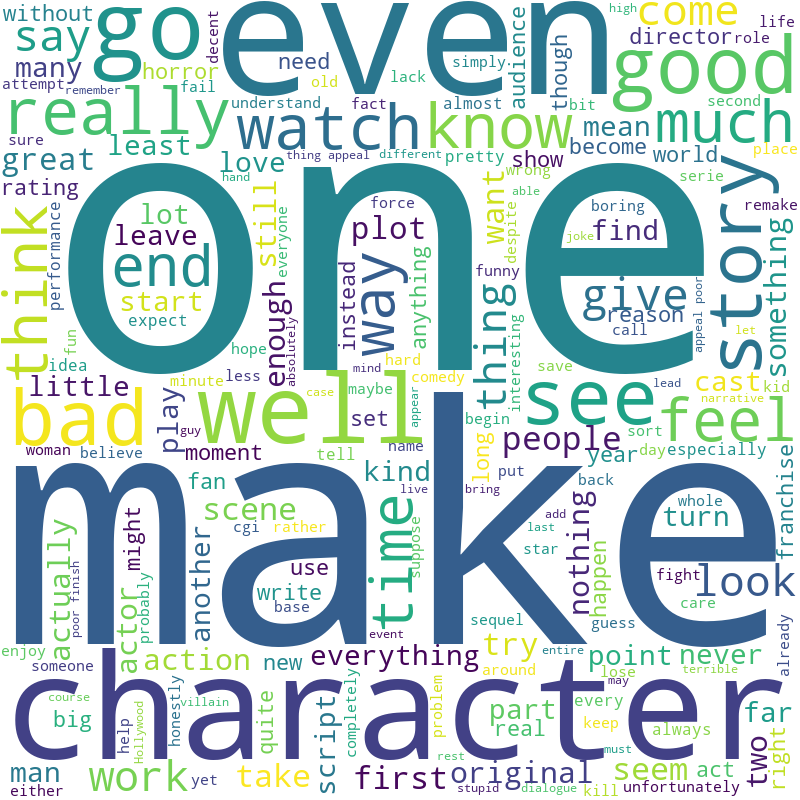 without
say
many
attempt
remember
go
decent
horror
fail
even
need
old
lack
simply
high
audience
though
come
director
role
life
good
really
sure
great
rating
least
understand
fact
almost
bit
second
much
place
watch
know
love
thing appeal
different
pretty
show
mean
become
world
wrong
serie
remake
think
performance
one
hand
lot
leave
still
everyone
force
plot
want
despite
able
boring
find
joke
story
something
end
start
expect
way
instead
anything
funny
give
reason
call
appeal poor
idea
fun
hope
enough
absolutely
mind
hard
thing
interesting
save
let
little
minute
less
maybe
comedy
see
lead
cast
kid
bad
play
well
case
appear
narrative
feel
guy
set
begin
woman
believe
moment
tell
name
long
people
sort
day
especially
year
fan
kind
put
back
scene
live
bring
whole
turn
franchise
make
actually
might
another
cgi
rather
time
suppose
add
last
star
nothing
happen
fight
look
use
write
base
care
poor finish
probably
actor
sequel
guess
already
event
enjoy
someone
action
new
everything
try
around
entire
point
never
lose
terrible
may
character
course
Hollywood
villain
honestly
quite
completely
problem
big
help
script
part
real
every
keep
always
far
two
right
man
either
work
yet
take
first
rest
stupid
original
dialogue
must
kill
seem
act
unfortunately